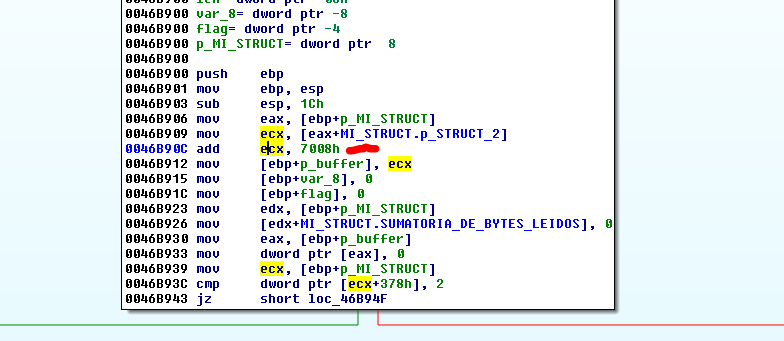 0046B900 var_8= dword ptr -8
0046B900 flag= dword ptr -4
0046B900 p_MI_STRUCT= dword ptr  8
0046B900
0046B900 push    ebp
0046B901 mov     ebp, esp
0046B903 sub     esp, 1Ch
0046B906 mov     eax, [ebp+p_MI_STRUCT]
0046B909 mov     ecx, [eax+MI_STRUCT.p_STRUCT_2]
0046B90C add     ecx, 7008h
0046B912 mov     [ebp+p_buffer], ecx
0046B915 mov     [ebp+var_8], 0
0046B91C mov     [ebp+flag], 0
0046B923 mov     edx, [ebp+p_MI_STRUCT]
0046B926 mov     [edx+MI_STRUCT.SUMATORIA_DE_BYTES_LEIDOS], 0
0046B930 mov     eax, [ebp+p_buffer]
0046B933 mov     dword ptr [eax], 0
0046B939 mov     ecx, [ebp+p_MI_STRUCT]
0046B93C cmp     dword ptr [ecx+378h], 2
0046B943 jz      short loc_46B94F